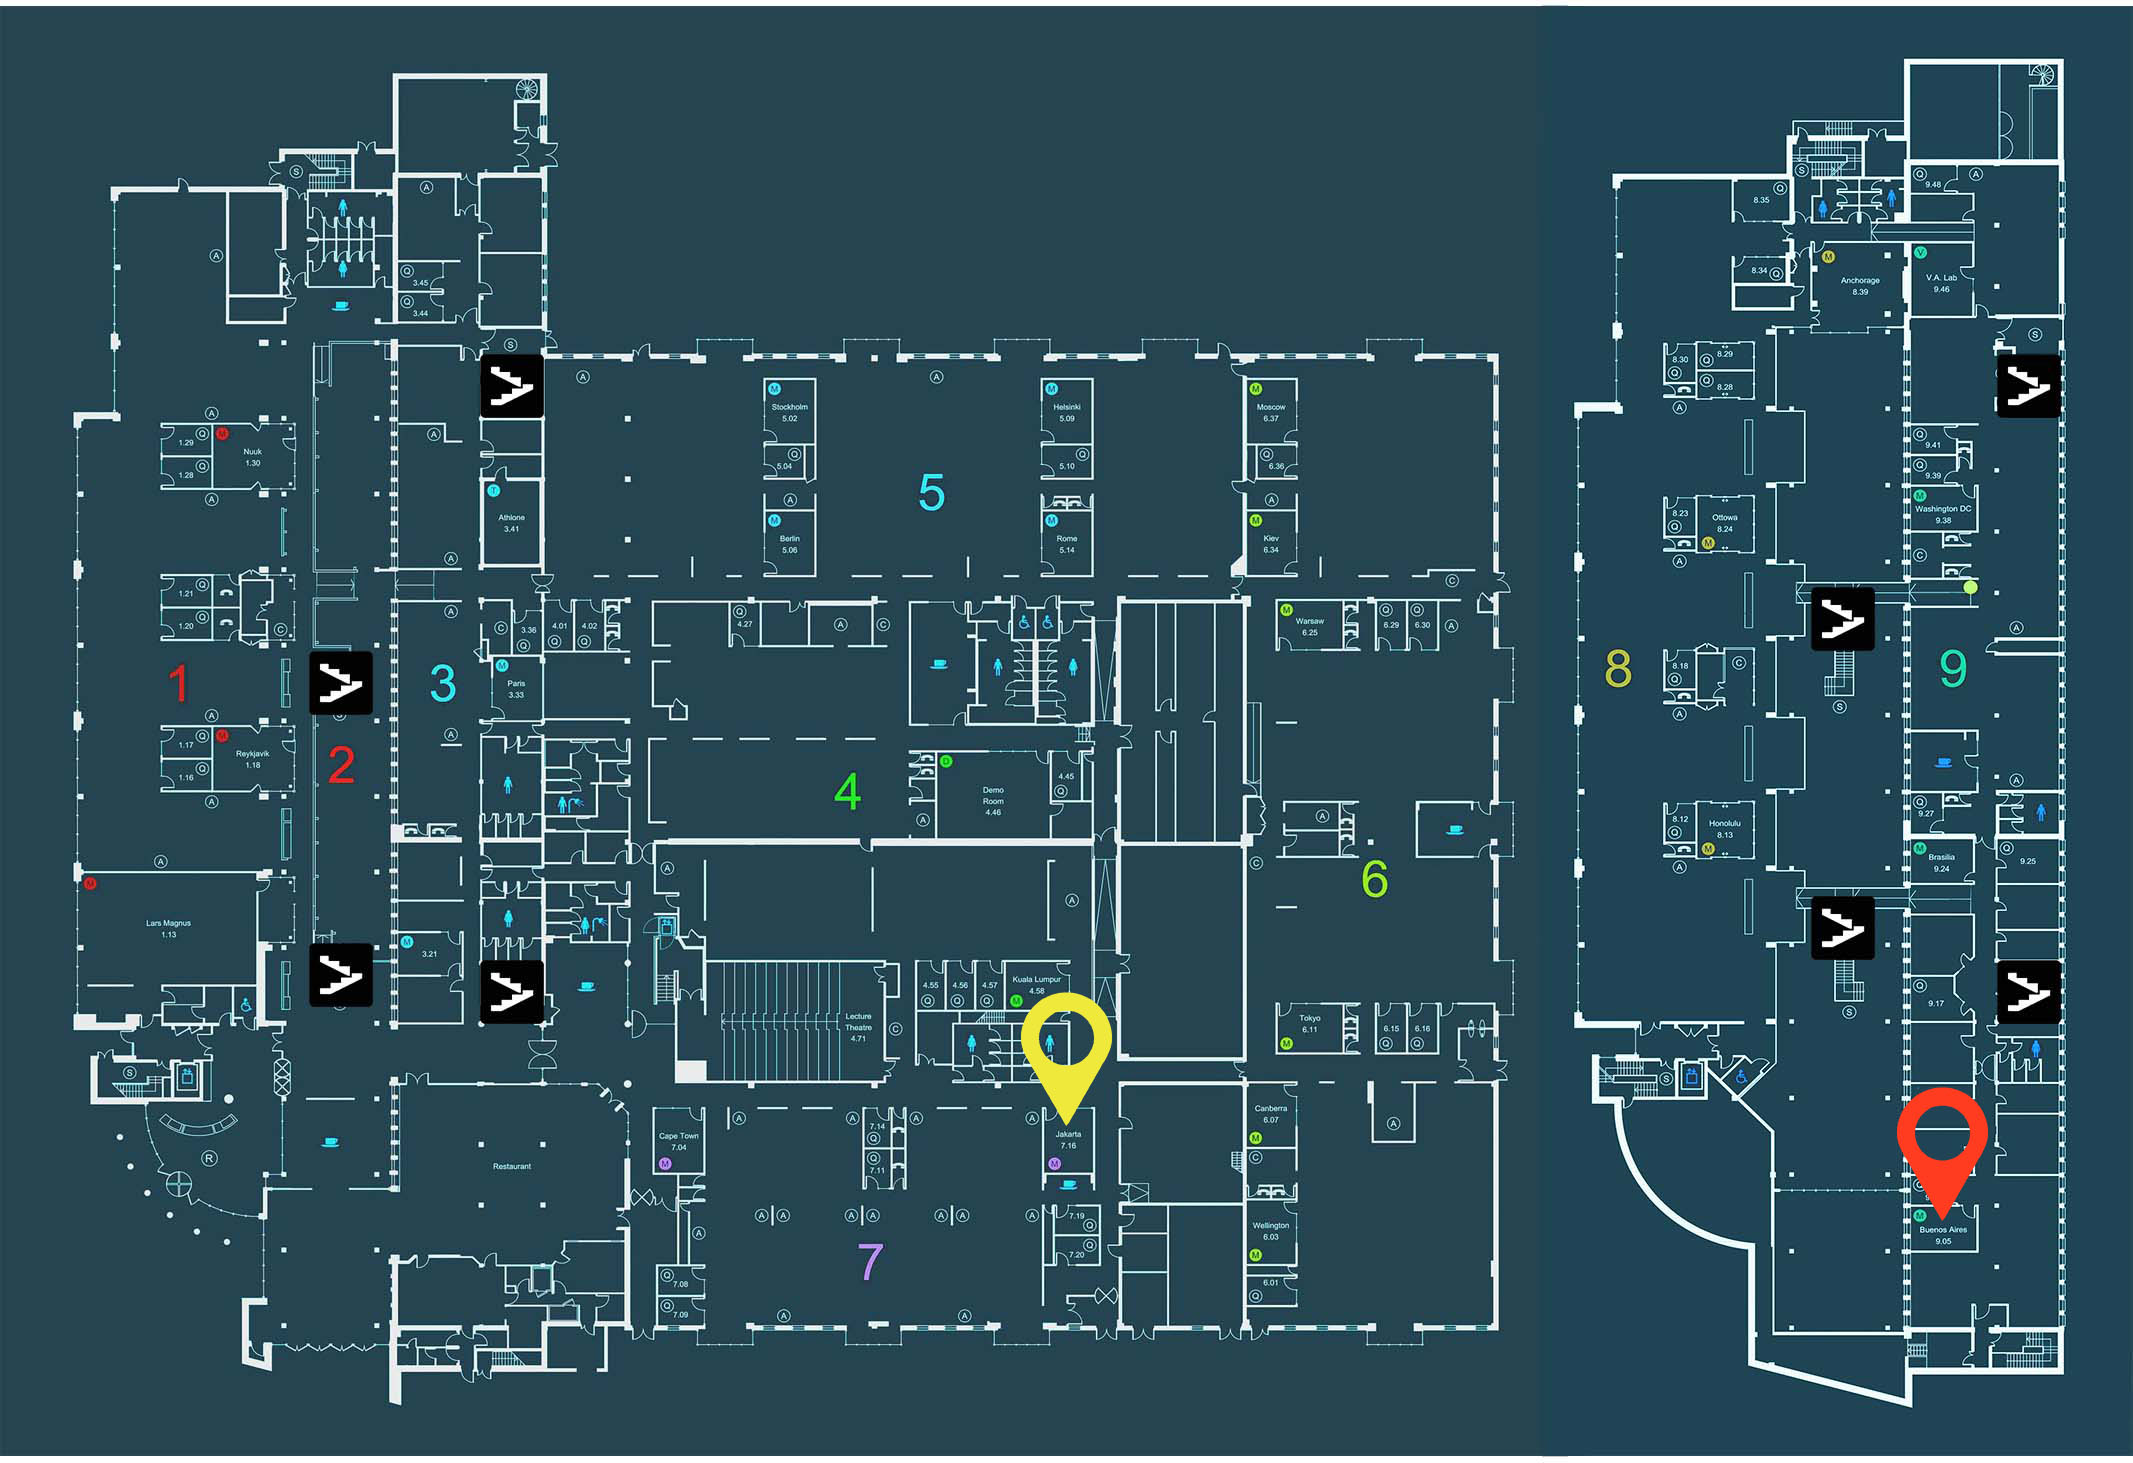 S
A
Q
3.45
Q
3.44
A
S
A
A
1.29
Q
M
Nuuk
1.30
1.28
Q
A
A
T
Athlone
3.41
A
1.21
Q
1.20
Q
C
A
C
3.36
Q
4.01
Q
4.02
Q
M
Paris
3.33
1
2
3
A
A
1.17
Q
M
Reykjavik
1.18
1.16
Q
A
A
M
Lars Magnus
1.13
M
3.21
S
R
Restaurant
A
A
M
Stockholm
5.02
5.04
Q
A
M
Berlin
5.06
5
M
Helsinki
5.09
5.10
Q
M
Rome
5.14
M
Moscow
6.37
Q
6.36
A
M
Kiev
6.34
C
Q
4.27
A
C
M
Warsaw
6.25
Q
6.29
Q
6.30
A
4
D
Demo
Room
4.46
4.45
Q
A
A
A
A
C
6
Lecture
Theatre
4.71
C
4.55
Q
4.56
Q
4.57
Q
Kuala Lumpur
4.58
M
M
Tokyo
6.11
M
6.15
Q
6.16
Q
Cape Town
7.04
M
A
A
7.14
Q
Q
7.11
A
A
Jakarta
7.16
M
Canberra
6.07
M
C
A
A
A
A
A
A
A
A
A
7.19
Q
7.20
Q
Wellington
6.03
M
6.01
Q
7
Q
7.08
Q
7.09
A
A
S
Q
8.35
8.34
Q
M
Anchorage
8.39
Q
9.48
A
V
V.A. Lab
9.46
S
8.30
Q
Q
8.29
Q
8.28
A
Q
9.41
Q
9.39
M
Washington DC
9.38
C
8.23
Q
Ottowa
8.24
M
A
A
8
9
8.18
Q
C
A
S
A
Q
9.27
8.12
Q
Honolulu
8.13
M
A
M
Brasilia
9.24
Q
9.25
Q
9.17
S
S
Q
M
Buenos Aires
9.05